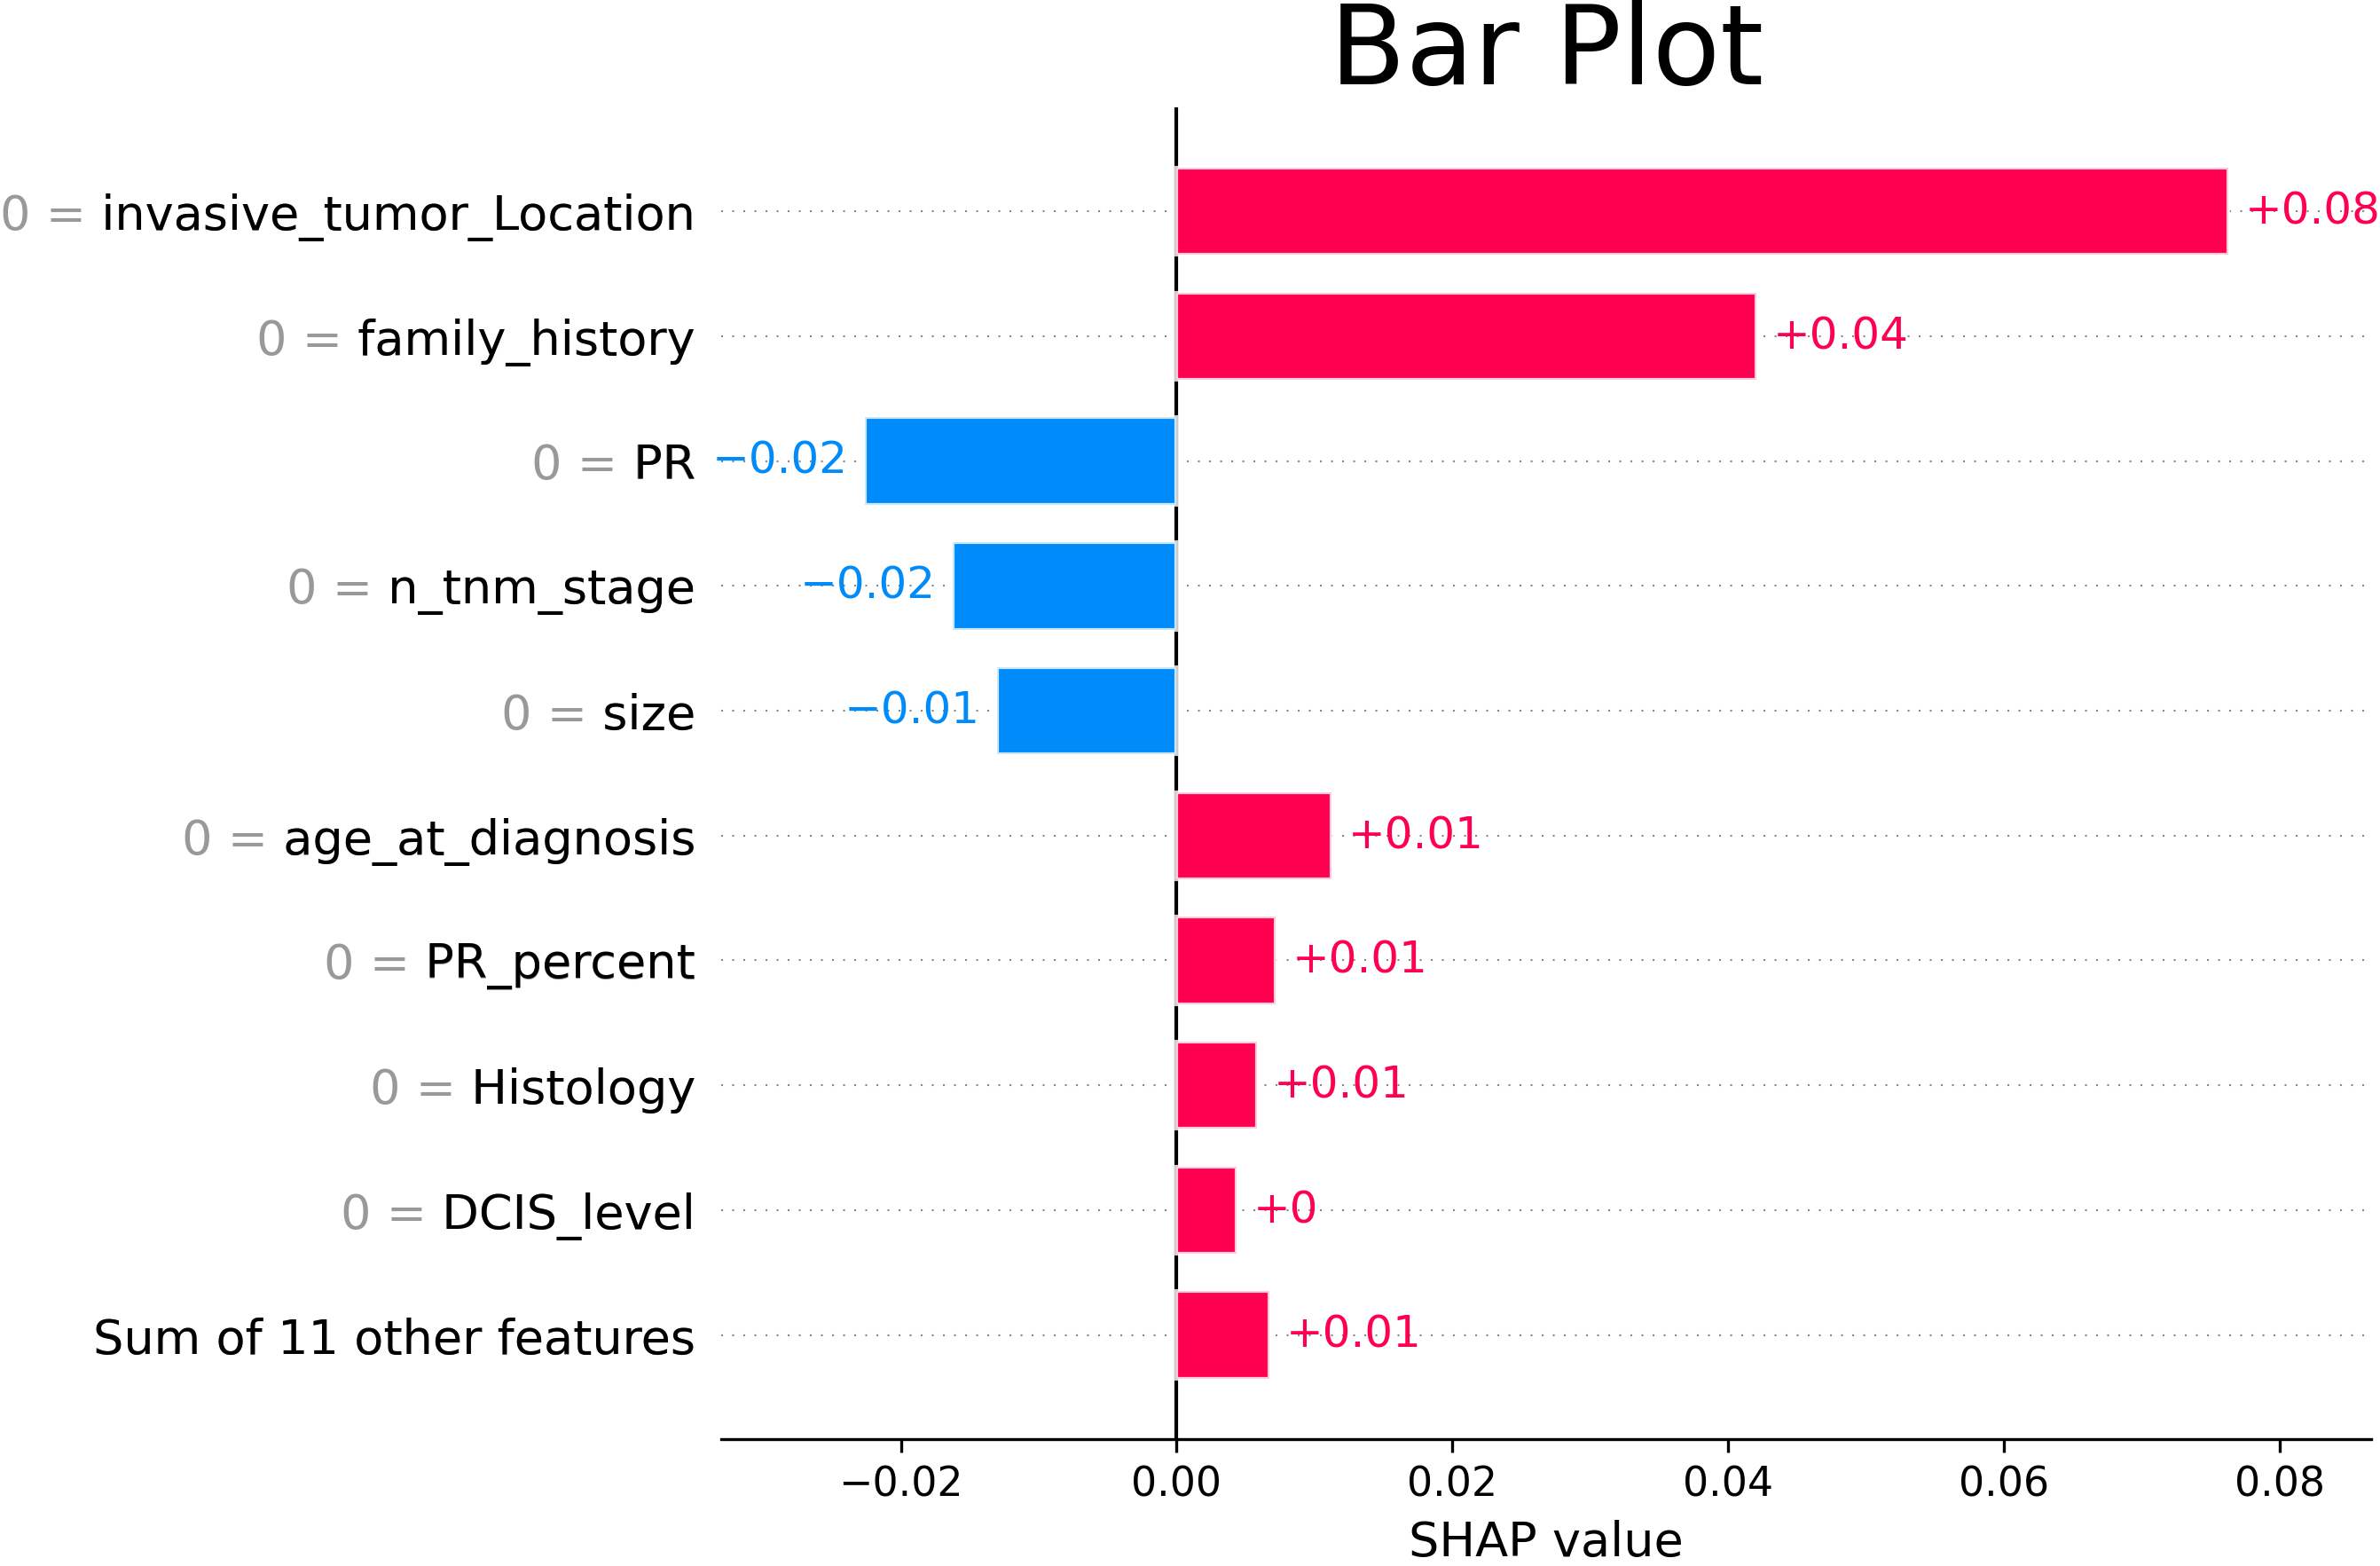 Bar Plot
0 = invasive_tumor_Location +0.08
0 = family_history +0.04
0 = PR −0.02
0 = n_tnm_stage −0.02
0 = size −0.01
0 = age_at_diagnosis +0.01
0 = PR_percent +0.01
0 = Histology +0.01
0 = DCIS_level +0
Sum of 11 other features +0.01
−0.02 0.00 0.02 0.04 0.06 0.08
SHAP value